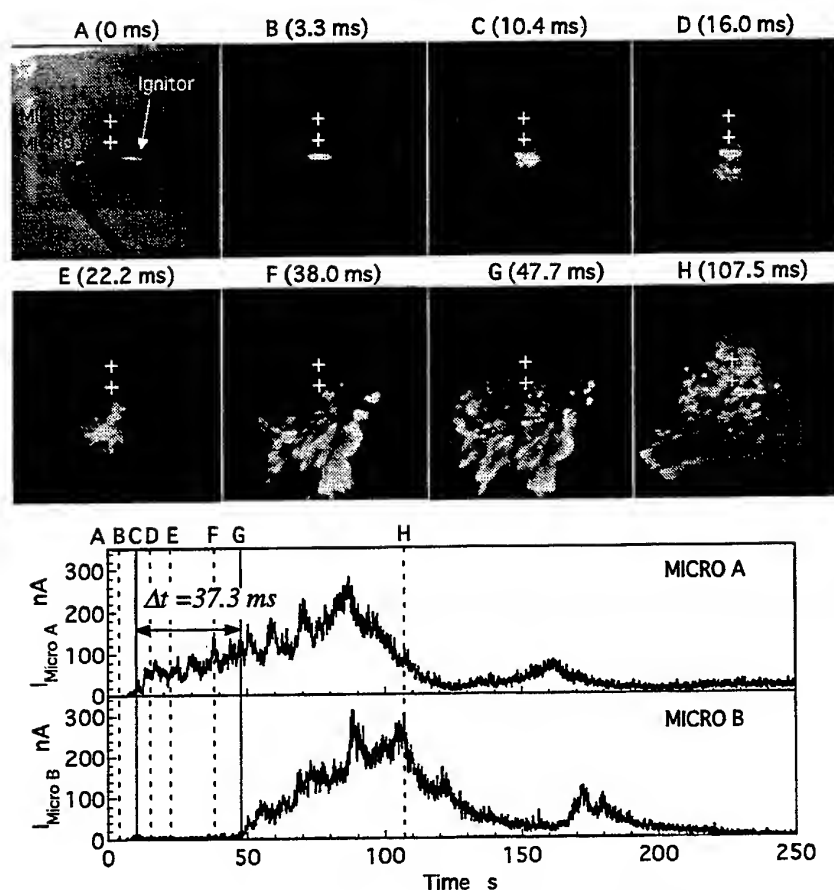 A (0 ms) B (3.3 ms) C (10.4 ms) D (16.0 ms)
Ignitor
E (22.2 ms) F (38.0 ms) G (47.7 ms) H (107.5 ms)
A B C D E F G H
MICRO A
Δt = 37.3 ms
I Micro A nA
300
200
100
0
MICRO B
I Micro B nA
300
200
100
0
0 50 100 150 200 250
Time s